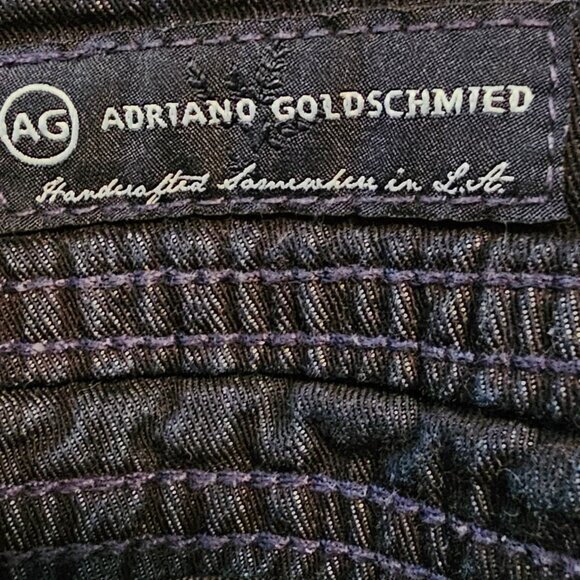 AG ADRIANO GOLDSCHMIED
Handcrafted Somewhere in L.A.